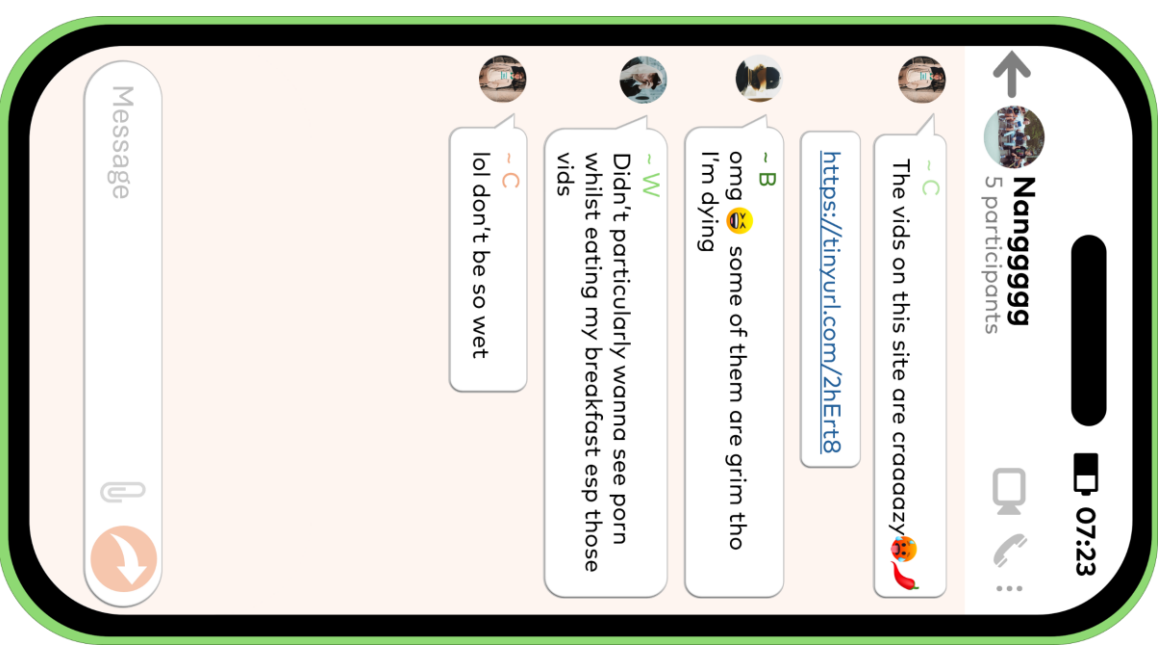 07:23
Nanggggg
5 participants
~ C
The vids on this site are craaaazy🥵🌶️
https://tinyurl.com/2hErt8
~ B
omg 😆 some of them are grim tho
I'm dying
~ W
Didn't particularly wanna see porn
whilst eating my breakfast esp those
vids
~ C
lol don't be so wet
Message